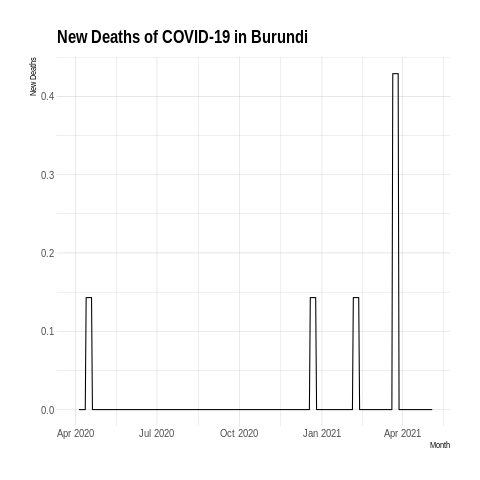 New Deaths of COVID-19 in Burundi
New Deaths
0.4
0.3
0.2
0.1
0.0
Apr 2020 Jul 2020 Oct 2020 Jan 2021 Apr 2021
Month